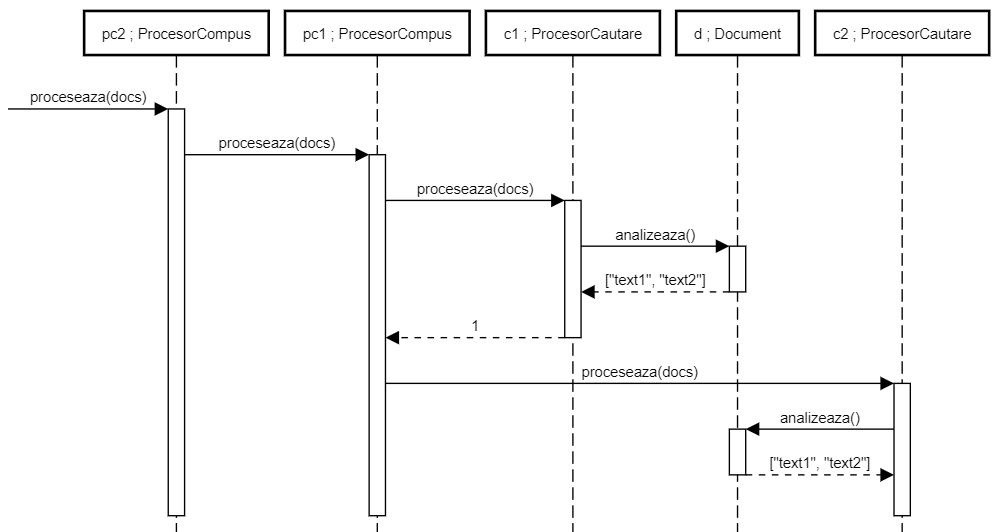 pc2 ; ProcesorCompus
pc1 ; ProcesorCompus
c1 ; ProcesorCautare
d ; Document
c2 ; ProcesorCautare
proceseaza(docs)
proceseaza(docs)
proceseaza(docs)
analizeaza()
["text1", "text2"]
1
proceseaza(docs)
analizeaza()
["text1", "text2"]